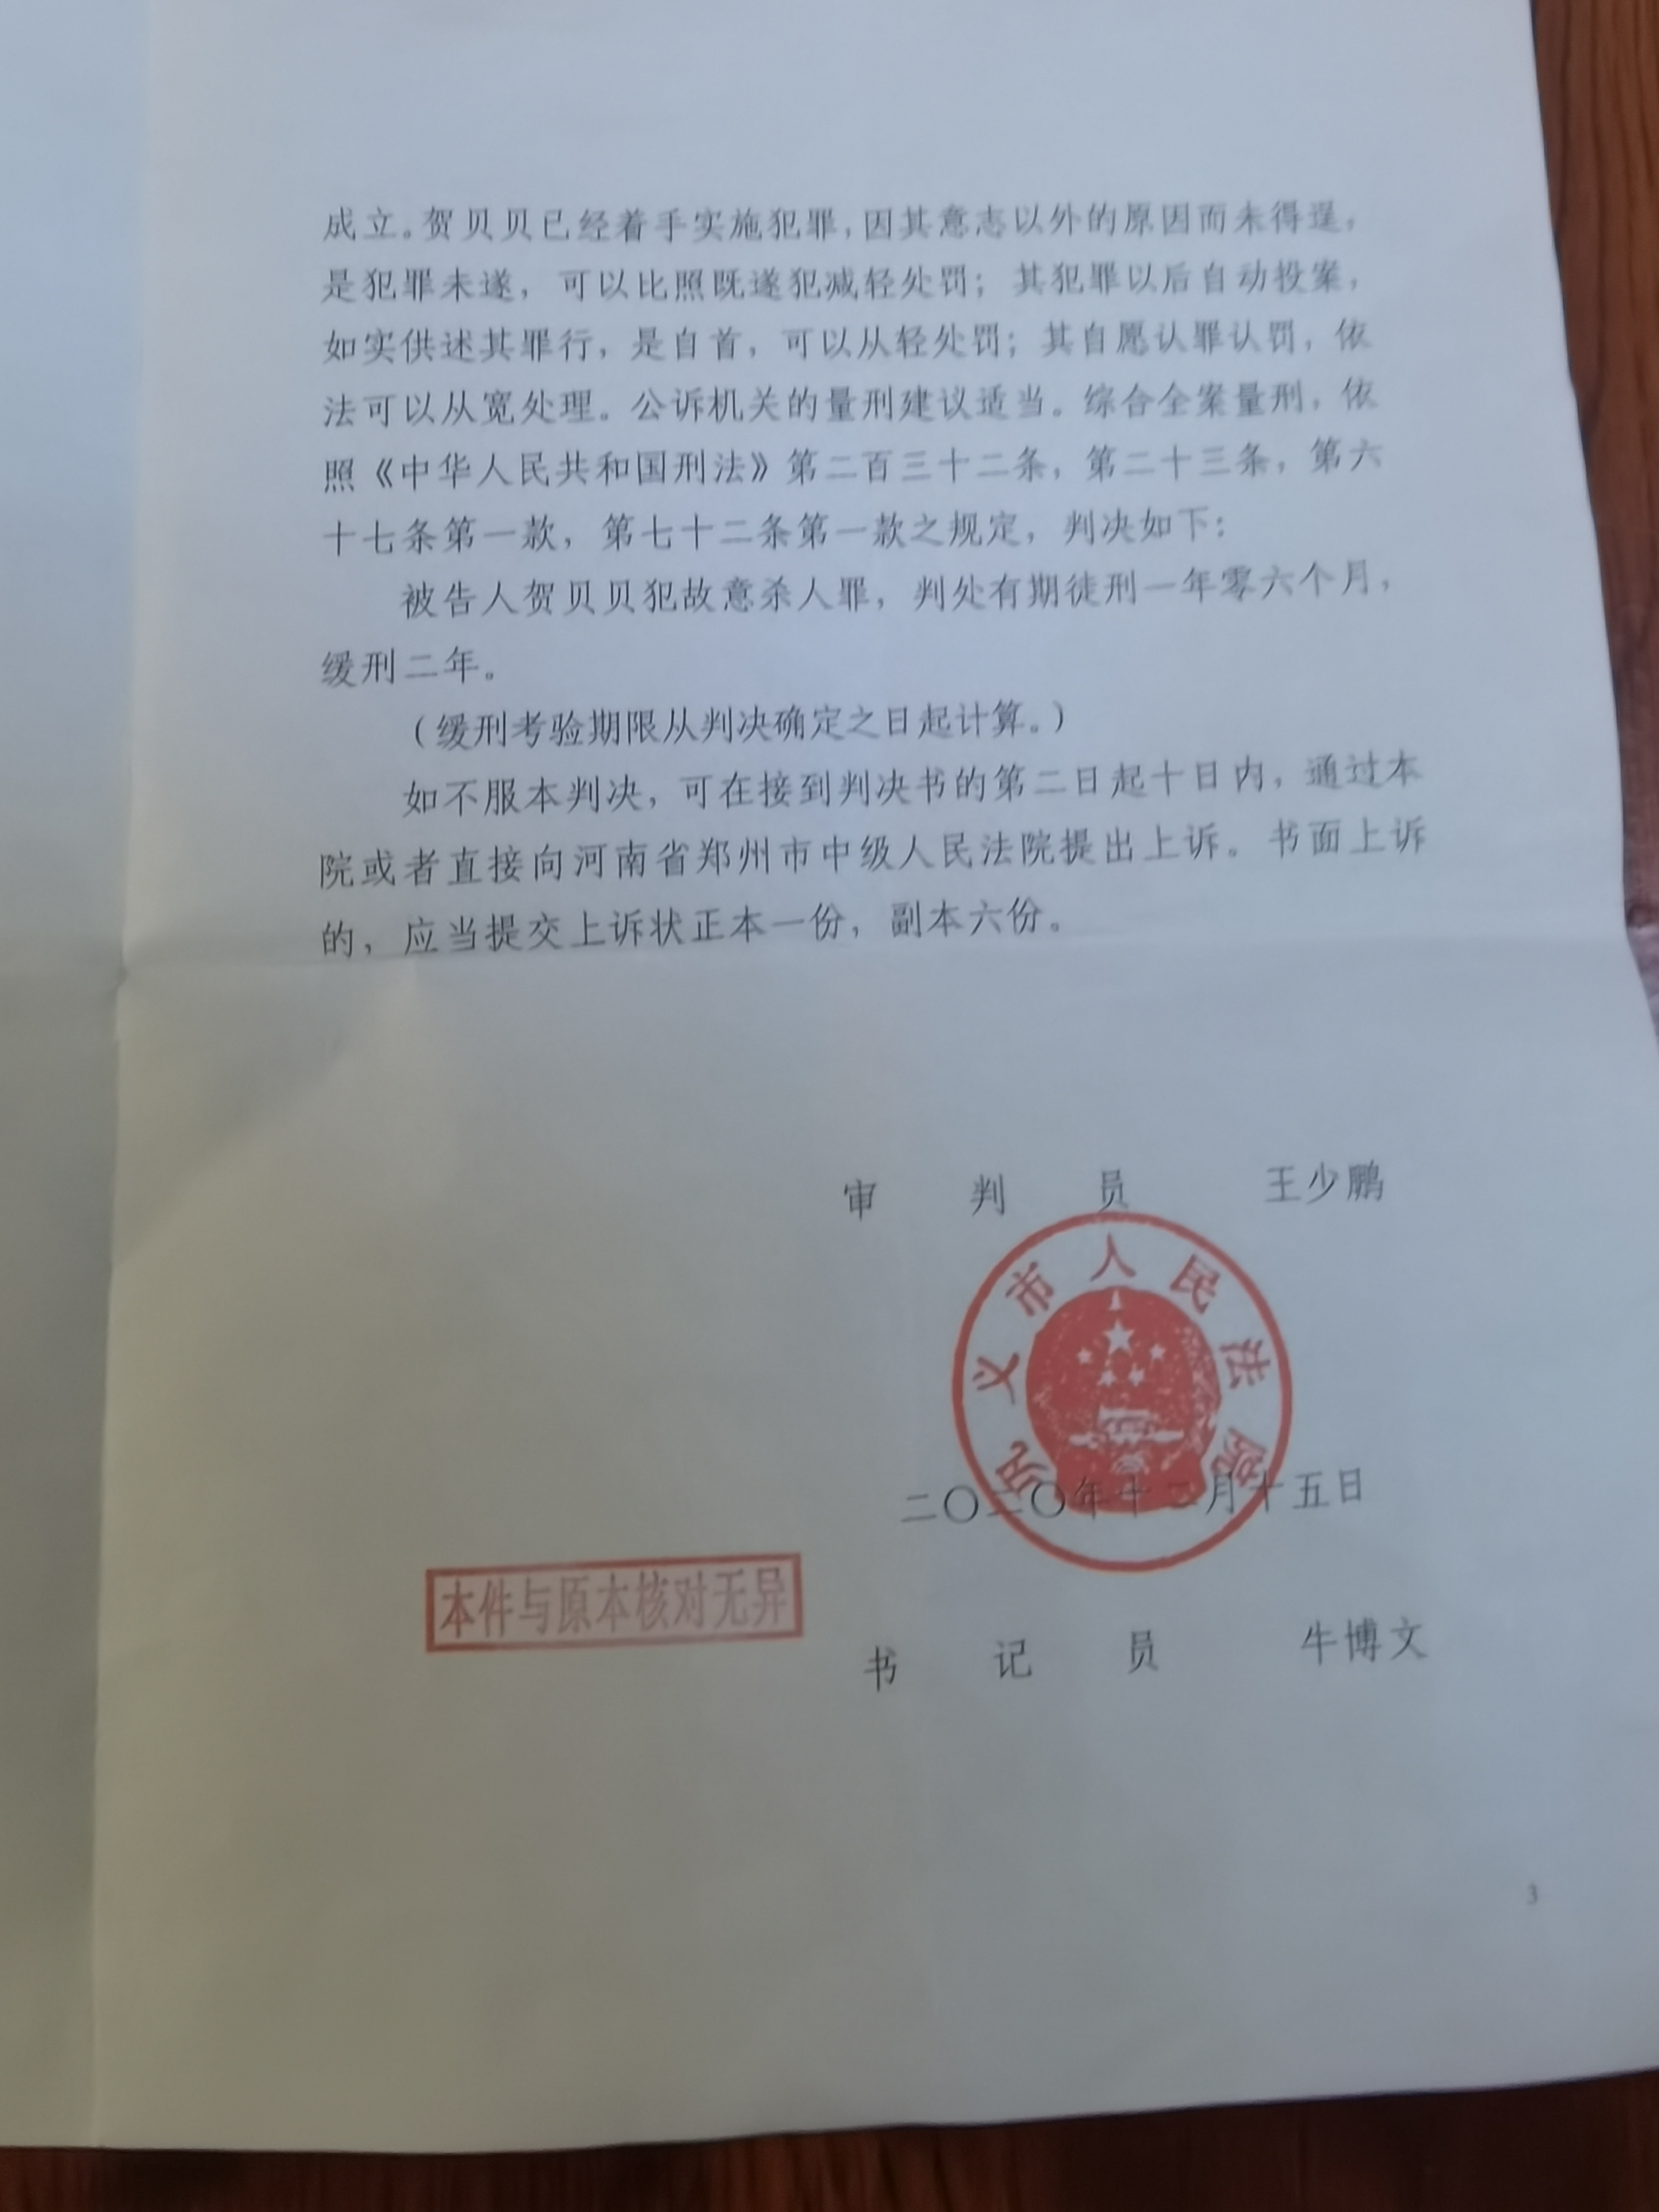 成立。贺贝贝已经着手实施犯罪，因其意志以外的原因而未得逞，
是犯罪未遂，可以比照既遂犯减轻处罚；其犯罪以后自动投案，
如实供述其罪行，是自首，可以从轻处罚；其自愿认罪认罚，依
法可以从宽处理。公诉机关的量刑建议适当。综合全案量刑，依
照《中华人民共和国刑法》第二百三十二条，第二十三条，第六
十七条第一款，第七十二条第一款之规定，判决如下：
被告人贺贝贝犯故意杀人罪，判处有期徒刑一年零六个月，
缓刑二年。
（缓刑考验期限从判决确定之日起计算。）
如不服本判决，可在接到判决书的第二日起十日内，通过本
院或者直接向河南省郑州市中级人民法院提出上诉。书面上诉
的，应当提交上诉状正本一份，副本六份。
审判员 王少鹏
巩义市人民法院
二〇二〇年十二月十五日
本件与原本核对无异
书记员 牛博文
3